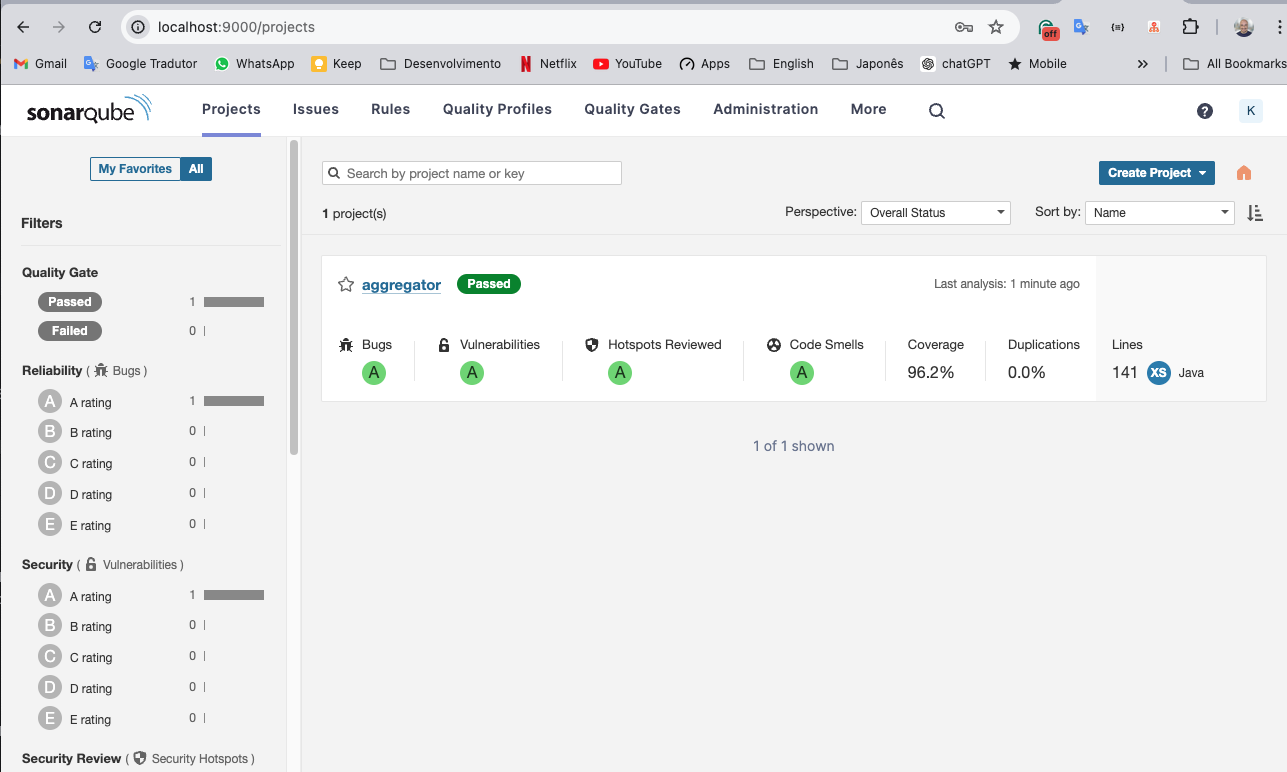 localhost:9000/projects
off
Gmail Google Tradutor WhatsApp Keep Desenvolvimento Netflix YouTube Apps English Japonês chatGPT Mobile » All Bookmarks
sonarqube Projects Issues Rules Quality Profiles Quality Gates Administration More ? K
My Favorites All
Search by project name or key
Create Project
1 project(s)
Perspective: Overall Status
Sort by: Name
Filters
Quality Gate
Passed 1
Failed 0
Reliability ( Bugs )
A A rating 1
B B rating 0
C C rating 0
D D rating 0
E E rating 0
Security ( Vulnerabilities )
A A rating 1
B B rating 0
C C rating 0
D D rating 0
E E rating 0
Security Review ( Security Hotspots )
aggregator Passed Last analysis: 1 minute ago
Bugs Vulnerabilities Hotspots Reviewed Code Smells Coverage Duplications Lines
A A A A 96.2% 0.0% 141 XS Java
1 of 1 shown